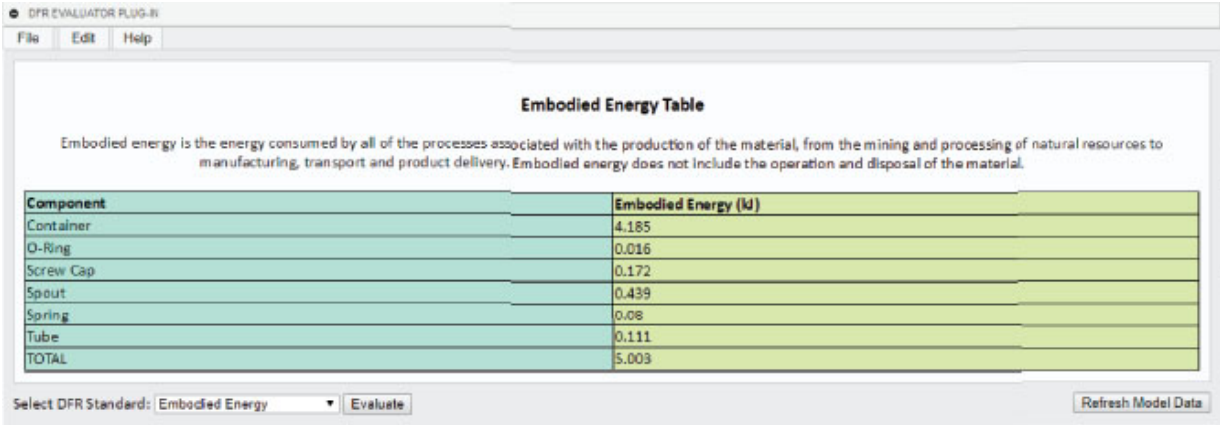 DFR EVALUATOR PLUG-IN
File Edit Help
Embodied Energy Table
Embodied energy is the energy consumed by all of the processes associated with the production of the material, from the mining and processing of natural resources to
manufacturing, transport and product delivery. Embodied energy does not include the operation and disposal of the material.
Component Embodied Energy (kJ)
Container 4.185
O-Ring 0.016
Screw Cap 0.172
Spout 0.439
Spring 0.08
Tube 0.111
TOTAL 5.003
Select DFR Standard: Embodied Energy Evaluate Refresh Model Data